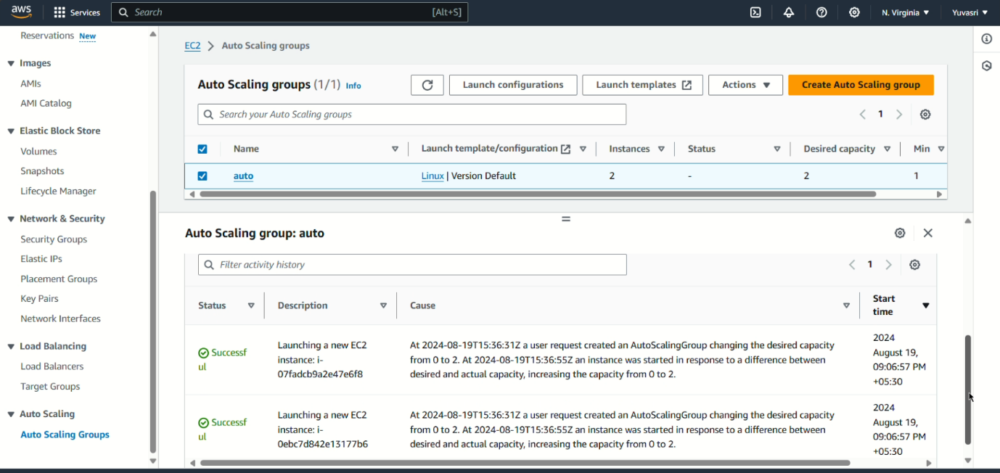 aws
Services
Search
[Alt+S]
N. Virginia
Yuvasri
Reservations New
Images
AMIs
AMI Catalog
Elastic Block Store
Volumes
Snapshots
Lifecycle Manager
Network & Security
Security Groups
Elastic IPs
Placement Groups
Key Pairs
Network Interfaces
Load Balancing
Load Balancers
Target Groups
Auto Scaling
Auto Scaling Groups
EC2 > Auto Scaling groups
Auto Scaling groups (1/1) Info
Launch configurations
Launch templates
Actions
Create Auto Scaling group
Search your Auto Scaling groups
1
Name Launch template/configuration Instances Status Desired capacity Min
auto Linux | Version Default 2 - 2 1
Auto Scaling group: auto
Filter activity history
1
Status Description Cause Start
time
Successf
ul
Launching a new EC2
instance: i-
07fadcb9a2e47e6f8
At 2024-08-19T15:36:31Z a user request created an AutoScalingGroup changing the desired capacity
from 0 to 2. At 2024-08-19T15:36:55Z an instance was started in response to a difference between
desired and actual capacity, increasing the capacity from 0 to 2.
2024
August 19,
09:06:57 PM
+05:30
Successf
ul
Launching a new EC2
instance: i-
0ebc7d842e13177b6
At 2024-08-19T15:36:31Z a user request created an AutoScalingGroup changing the desired capacity
from 0 to 2. At 2024-08-19T15:36:55Z an instance was started in response to a difference between
desired and actual capacity, increasing the capacity from 0 to 2.
2024
August 19,
09:06:57 PM
+05:30